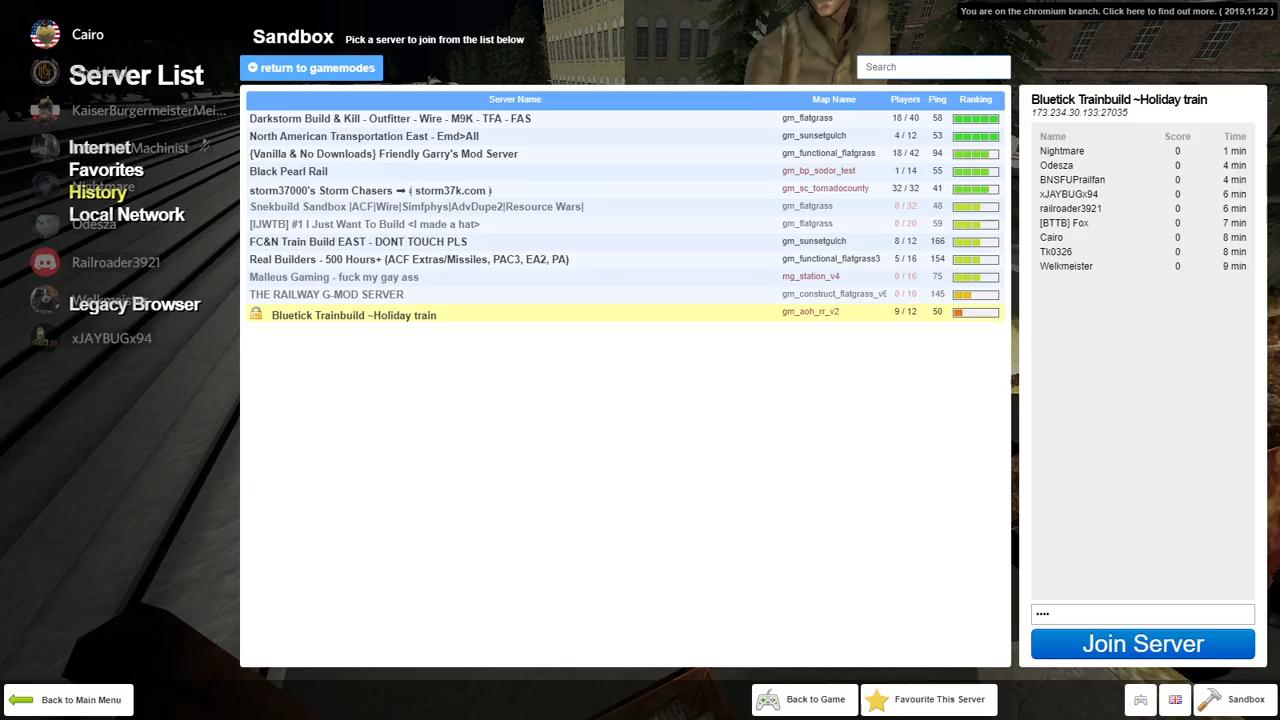 You are on the chromium branch. Click here to find out more. ( 2019.11.22 )
Cairo
Server List
KaiserBurgermeisterMei...
Internet
Machinist
Favorites
Nightmare
History
Local Network
Odesza
Railroader3921
Legacy Browser
Welkmeister
xJAYBUGx94
Sandbox Pick a server to join from the list below
return to gamemodes
Search
Server Name Map Name Players Ping Ranking
Darkstorm Build & Kill - Outfitter - Wire - M9K - TFA - FAS gm_flatgrass 18 / 40 58
North American Transportation East - Emd>All gm_sunsetgulch 4 / 12 53
{Vanilla & No Downloads} Friendly Garry's Mod Server gm_functional_flatgrass 18 / 42 94
Black Pearl Rail gm_bp_sodor_test 1 / 14 55
storm37000's Storm Chasers ➡ ⟬ storm37k.com ⟭ gm_sc_tornadocounty 32 / 32 41
Snekbuild Sandbox |ACF|Wire|Simfphys|AdvDupe2|Resource Wars| gm_flatgrass 0 / 32 48
[IJWTB] #1 I Just Want To Build <I made a hat> gm_flatgrass 0 / 20 59
FC&N Train Build EAST - DONT TOUCH PLS gm_sunsetgulch 8 / 12 166
Real Builders - 500 Hours+ (ACF Extras/Missiles, PAC3, EA2, PA) gm_functional_flatgrass3 5 / 16 154
Malleus Gaming - fuck my gay ass mg_station_v4 0 / 16 75
THE RAILWAY G-MOD SERVER gm_construct_flatgrass_v6 0 / 10 145
Bluetick Trainbuild ~Holiday train gm_aoh_rr_v2 9 / 12 50
Bluetick Trainbuild ~Holiday train
173.234.30.133:27035
Name Score Time
Nightmare 0 1 min
Odesza 0 4 min
BNSFUPrailfan 0 4 min
xJAYBUGx94 0 6 min
railroader3921 0 6 min
[BTTB] Fox 0 7 min
Cairo 0 8 min
Tk0326 0 8 min
Welkmeister 0 9 min
••••
Join Server
Back to Main Menu
Back to Game
Favourite This Server
Sandbox